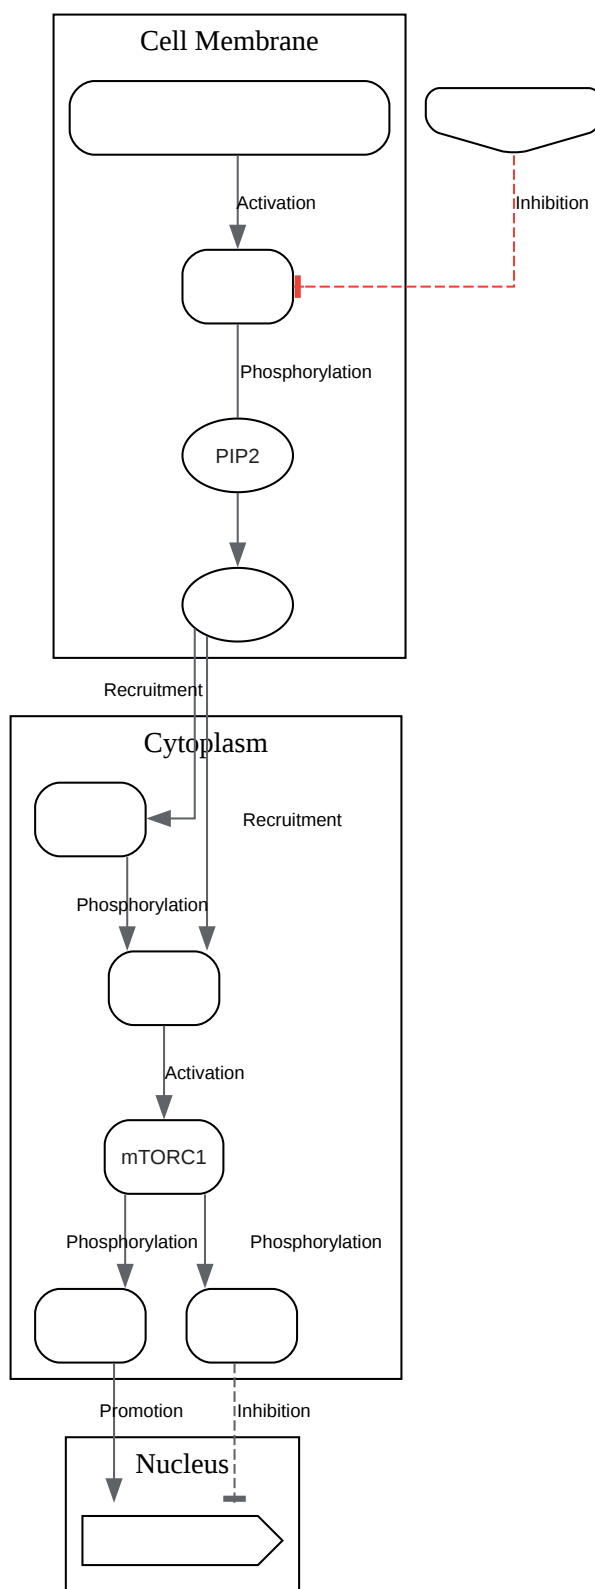 Cell Membrane
Activation
Inhibition
Phosphorylation
PIP2
Recruitment
Cytoplasm
Recruitment
Phosphorylation
Activation
mTORC1
Phosphorylation
Phosphorylation
Promotion
Inhibition
Nucleus